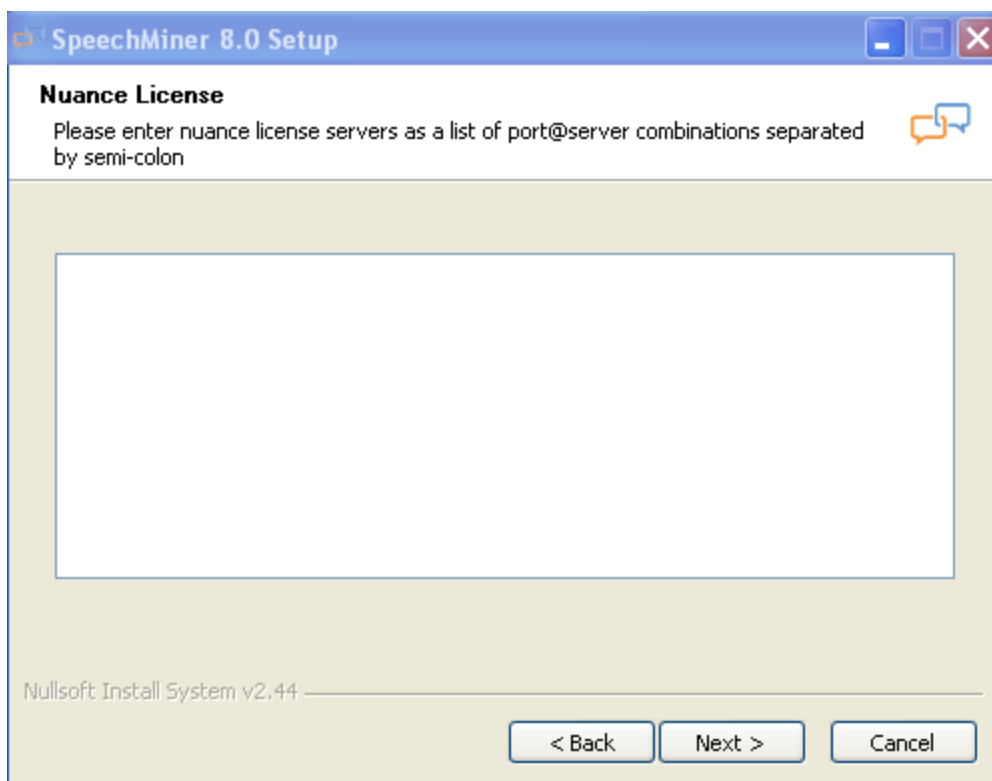 SpeechMiner 8.0 Setup
Nuance License
Please enter nuance license servers as a list of port@server combinations separated
by semi-colon
Nullsoft Install System v2.44
< Back
Next >
Cancel